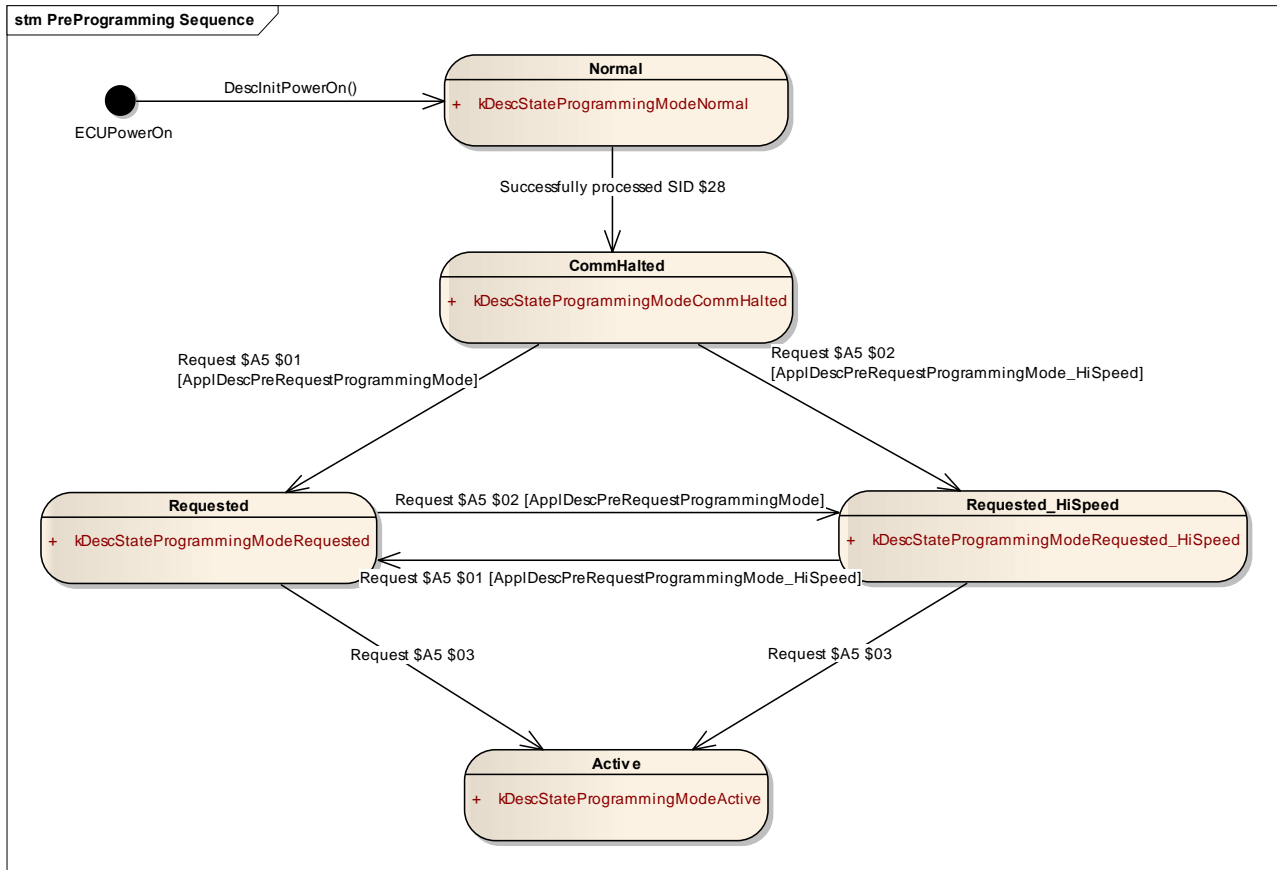 stm PreProgramming Sequence
Normal
DescInitPowerOn()
+ kDescStateProgrammingModeNormal
ECUPowerOn
Successfully processed SID $28
CommHalted
+ kDescStateProgrammingModeCommHalted
Request $A5 $01
[ApplDescPreRequestProgrammingMode]
Request $A5 $02
[ApplDescPreRequestProgrammingMode_HiSpeed]
Requested
+ kDescStateProgrammingModeRequested
Request $A5 $02 [ApplDescPreRequestProgrammingMode]
Requested_HiSpeed
+ kDescStateProgrammingModeRequested_HiSpeed
Request $A5 $01 [ApplDescPreRequestProgrammingMode_HiSpeed]
Request $A5 $03
Request $A5 $03
Active
+ kDescStateProgrammingModeActive